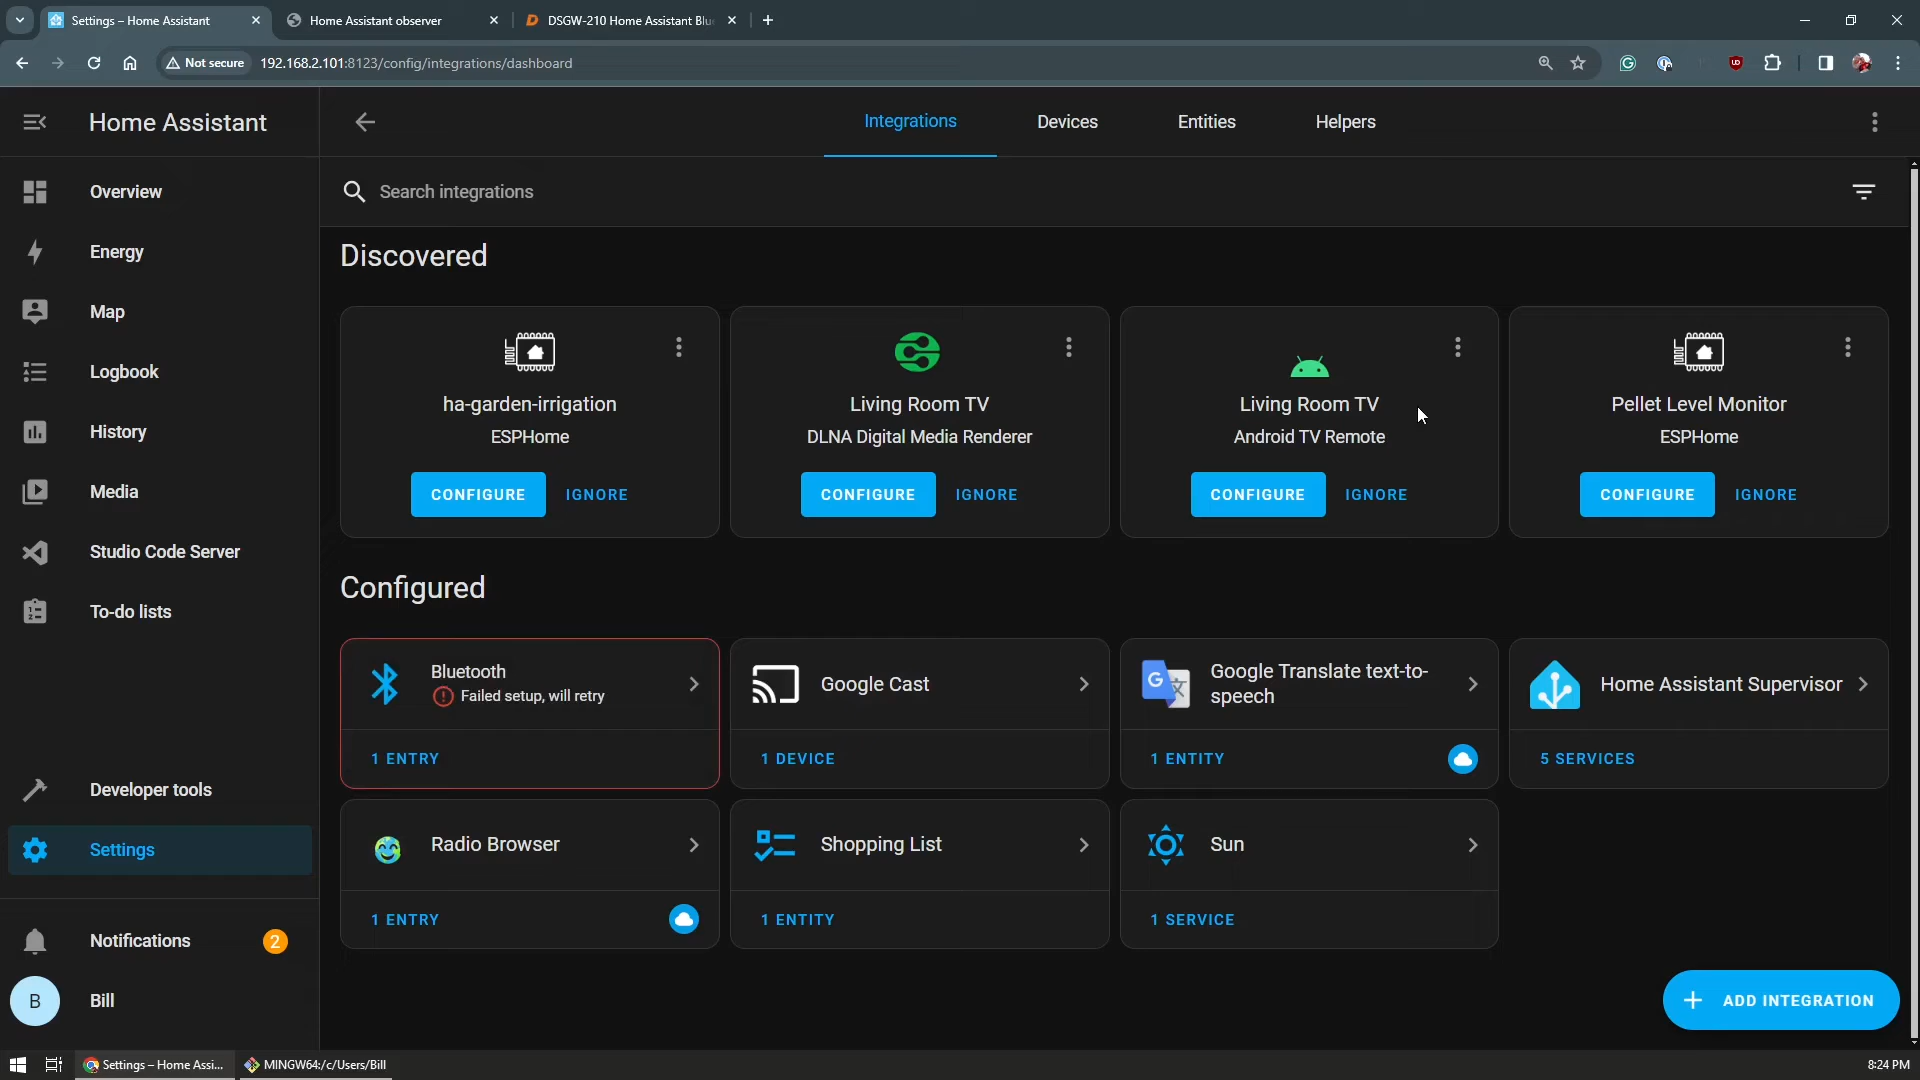 Settings – Home Assistant
Home Assistant observer
DSGW-210 Home Assistant Blu
Not secure
192.168.2.101:8123/config/integrations/dashboard
Home Assistant
Integrations
Devices
Entities
Helpers
Overview
Energy
Map
Logbook
History
Media
Studio Code Server
To-do lists
Developer tools
Settings
Notifications
2
B
Bill
Search integrations
Discovered
ha-garden-irrigation
ESPHome
CONFIGURE
IGNORE
Living Room TV
DLNA Digital Media Renderer
CONFIGURE
IGNORE
Living Room TV
Android TV Remote
CONFIGURE
IGNORE
Pellet Level Monitor
ESPHome
CONFIGURE
IGNORE
Configured
Bluetooth
Failed setup, will retry
1 ENTRY
Google Cast
1 DEVICE
G
文
Google Translate text-to-
speech
1 ENTITY
Home Assistant Supervisor
5 SERVICES
Radio Browser
1 ENTRY
Shopping List
1 ENTITY
Sun
1 SERVICE
ADD INTEGRATION
Settings – Home Assi...
MINGW64:/c/Users/Bill
8:24 PM